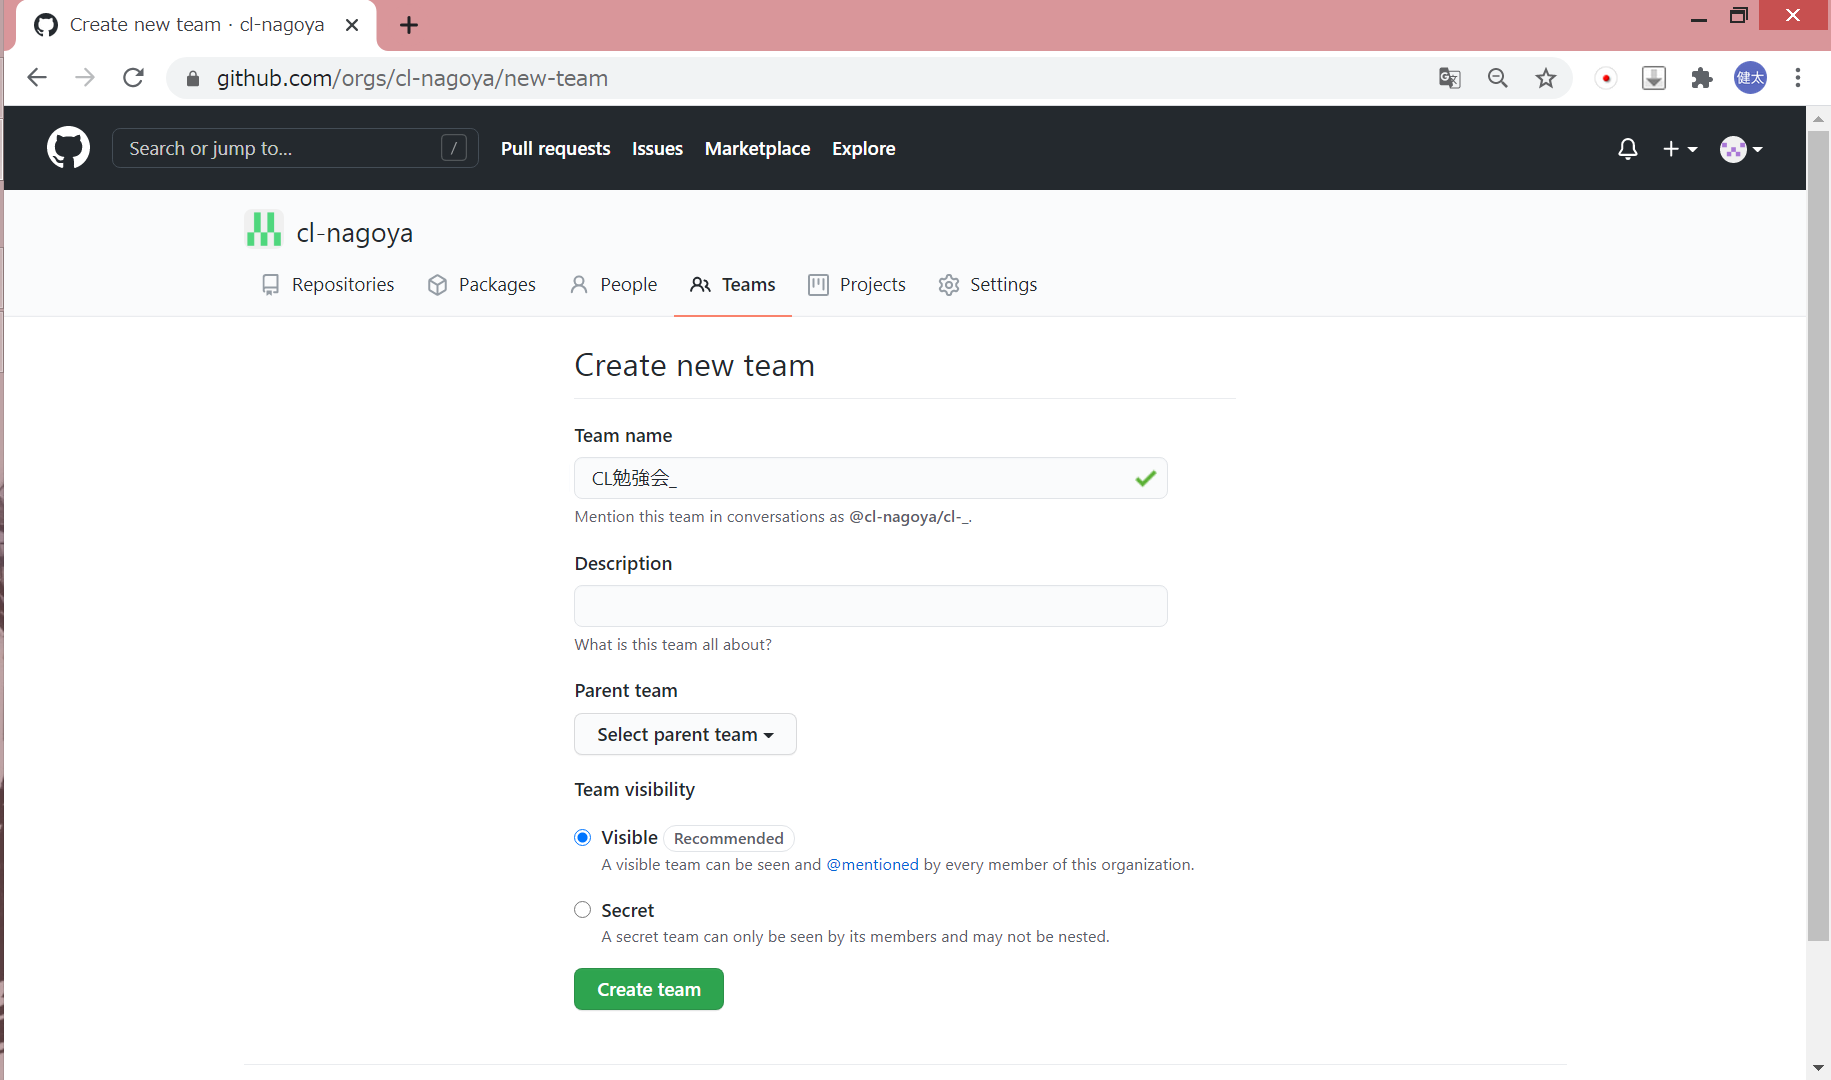 Create new team · cl-nagoya
github.com/orgs/cl-nagoya/new-team
健太
Search or jump to... /
Pull requests Issues Marketplace Explore
cl-nagoya
Repositories Packages People Teams Projects Settings
Create new team
Team name
CL勉強会_
Mention this team in conversations as @cl-nagoya/cl-_.
Description
What is this team all about?
Parent team
Select parent team
Team visibility
Visible Recommended
A visible team can be seen and @mentioned by every member of this organization.
Secret
A secret team can only be seen by its members and may not be nested.
Create team